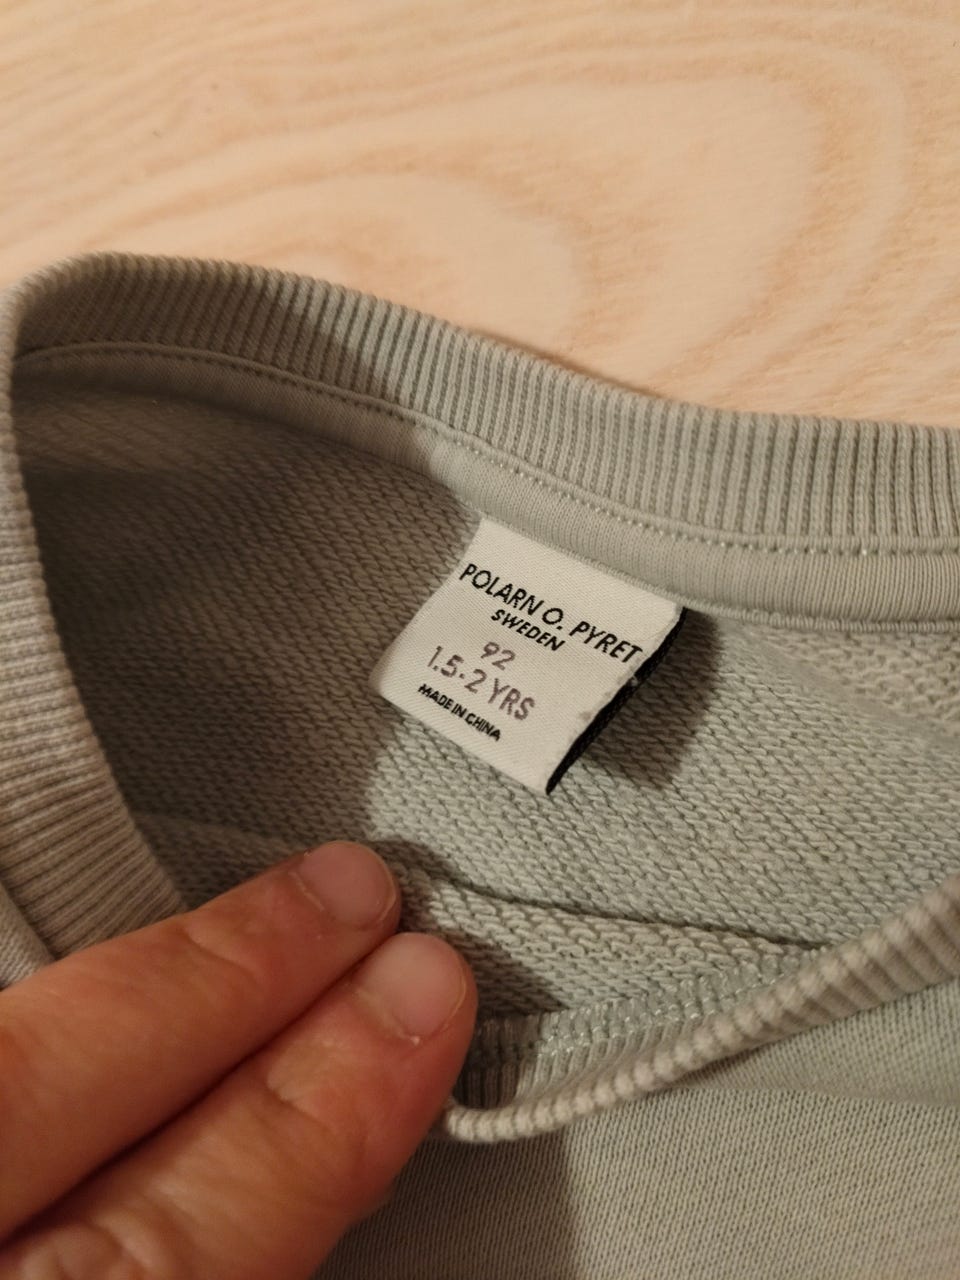 POLARN O. PYRET
SWEDEN
92
1.5-2 YRS
MADE IN CHINA